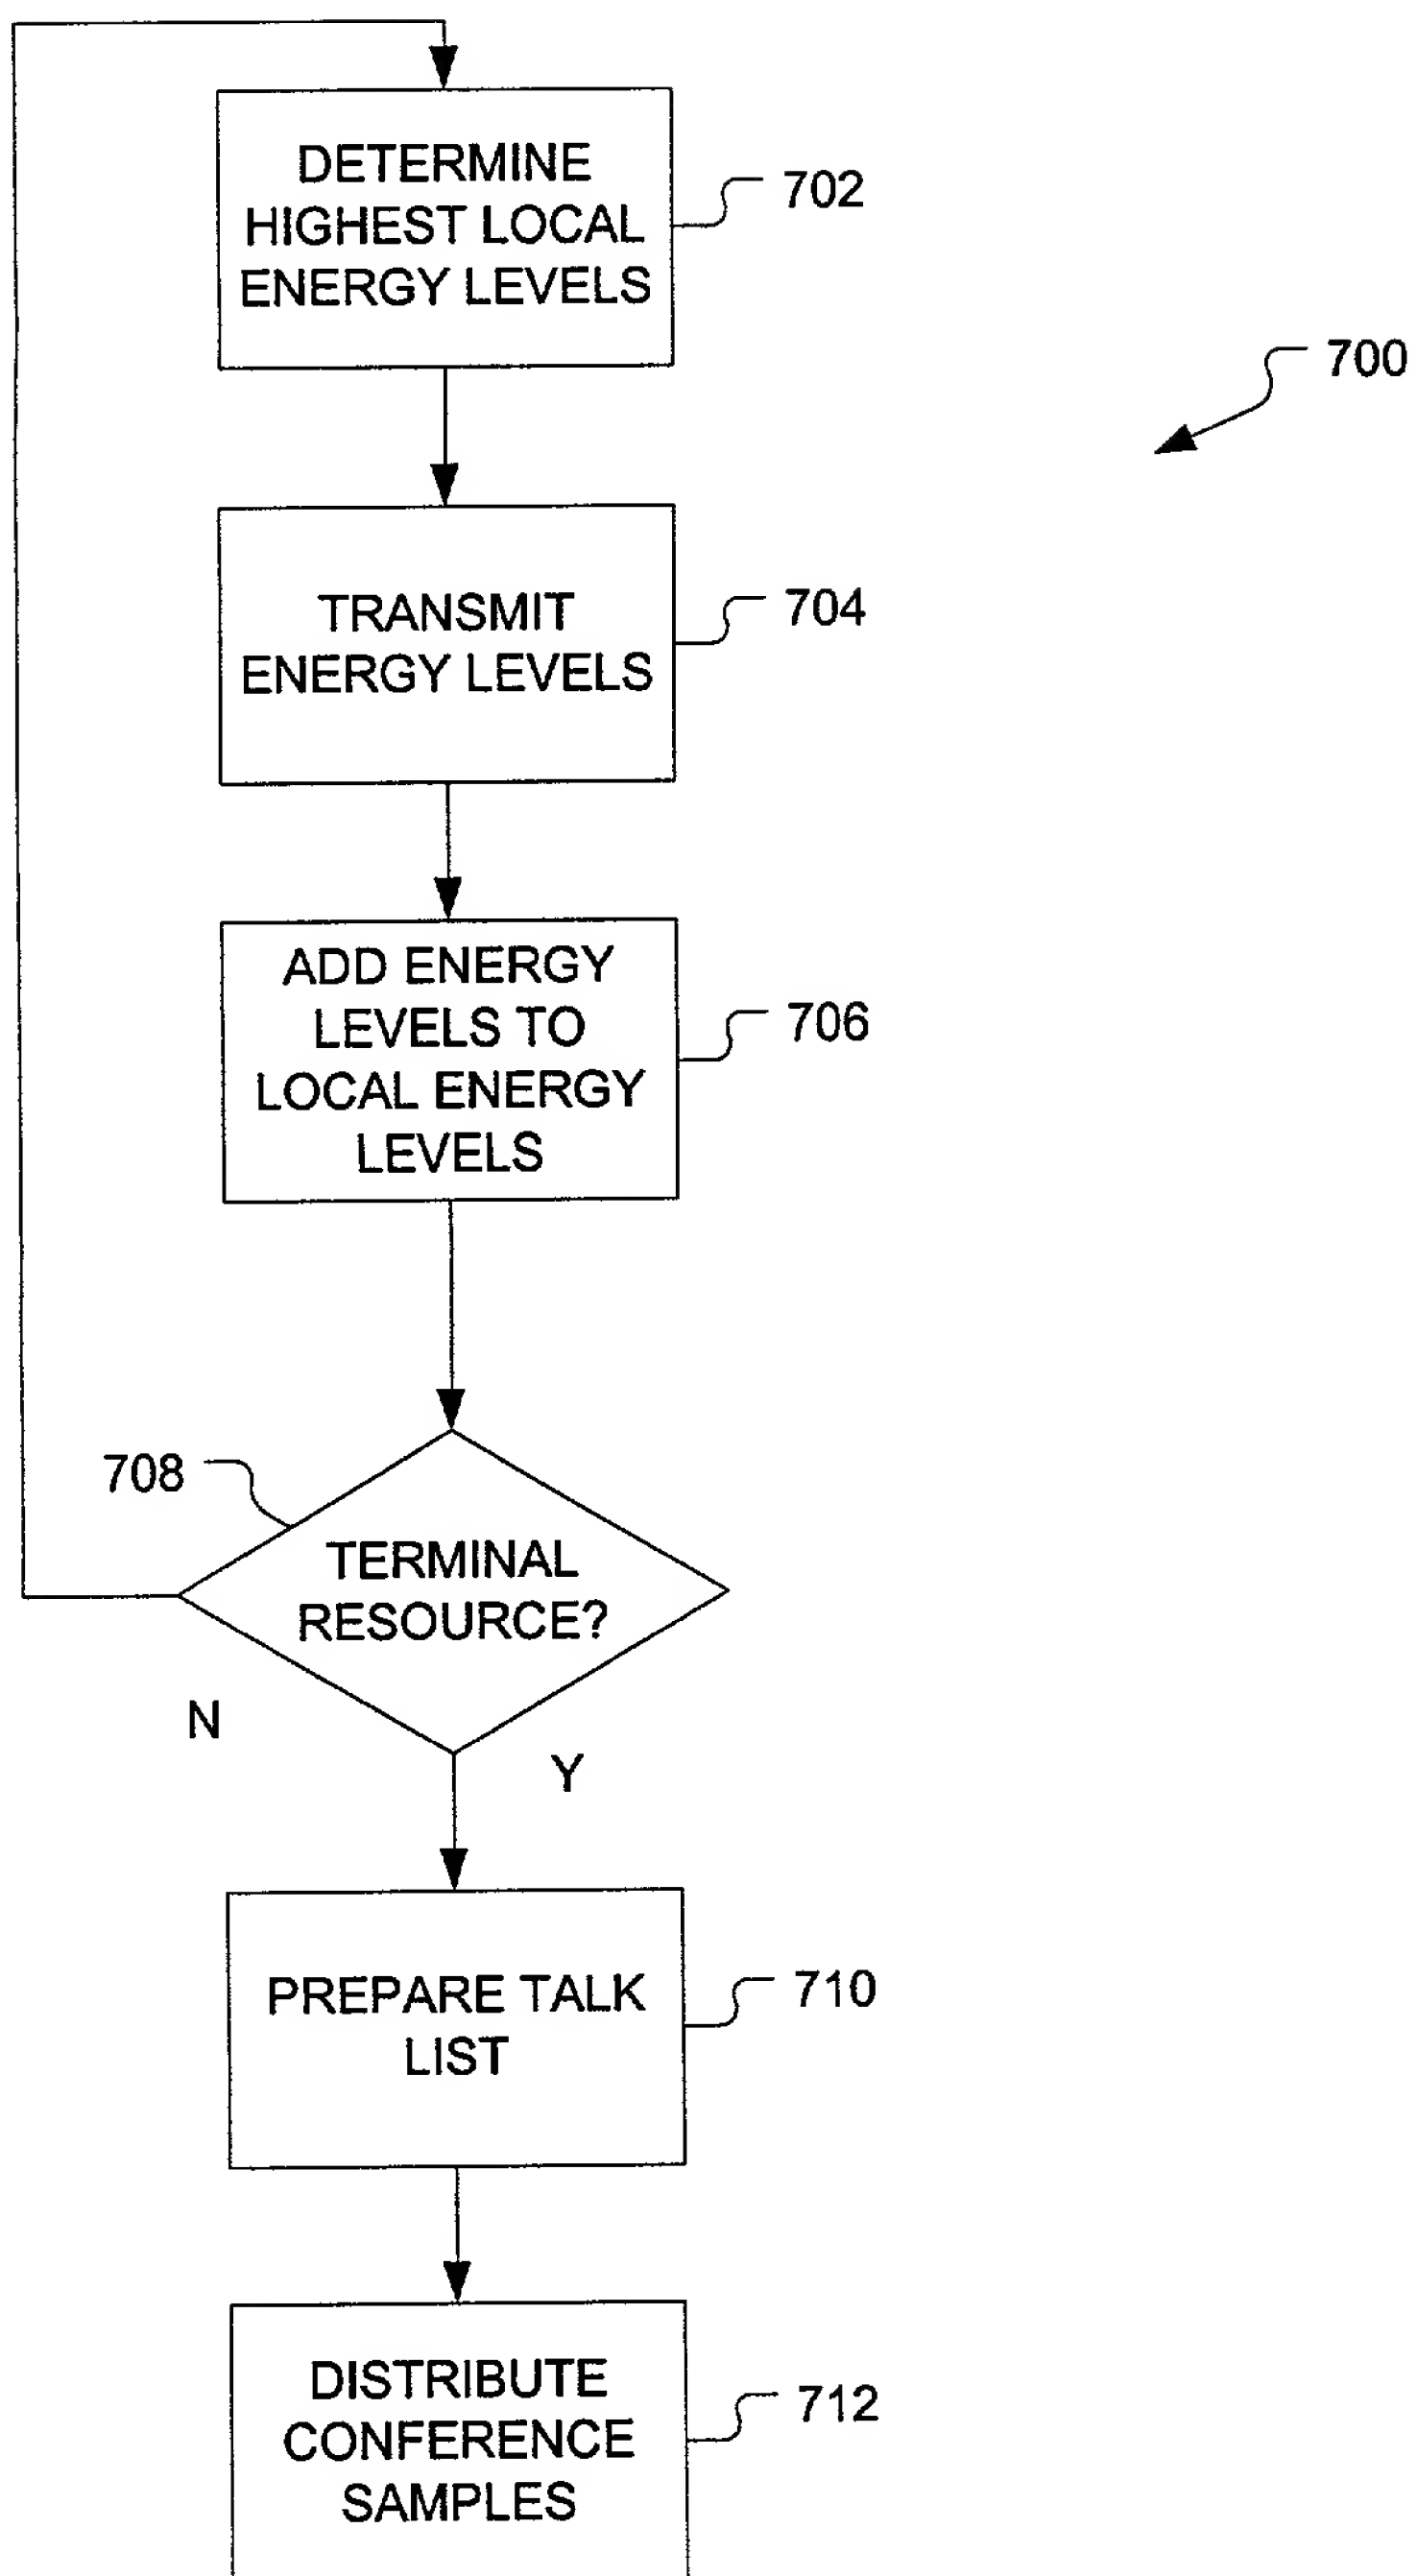 DETERMINE
HIGHEST LOCAL
ENERGY LEVELS
702
700
TRANSMIT
ENERGY LEVELS
704
ADD ENERGY
LEVELS TO
LOCAL ENERGY
LEVELS
706
708
TERMINAL
RESOURCE?
N
Y
PREPARE TALK
LIST
710
DISTRIBUTE
CONFERENCE
SAMPLES
712